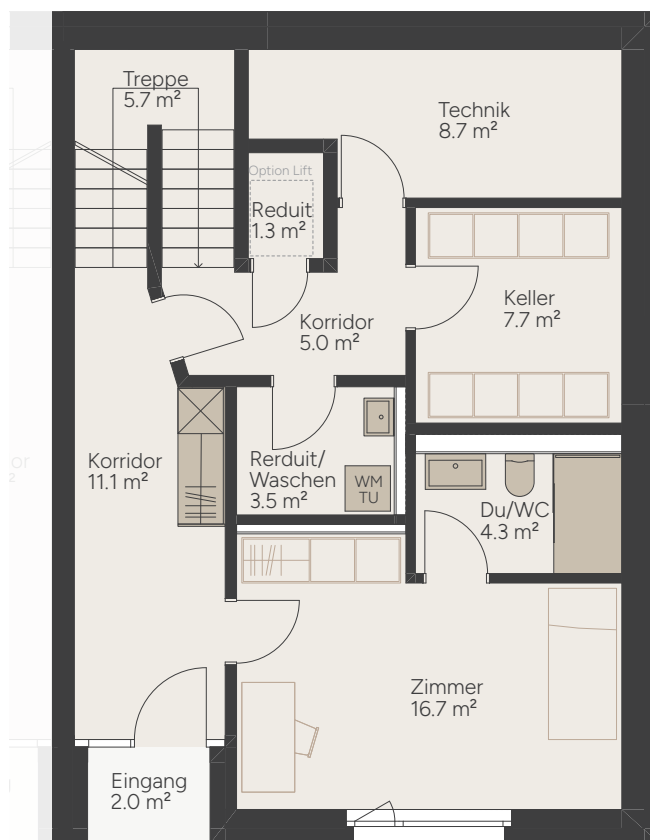 Treppe
5.7 m²
Technik
8.7 m²
Option Lift
Reduit
1.3 m²
Keller
7.7 m²
Korridor
5.0 m²
Korridor
11.1 m²
Rerduit/
Waschen
3.5 m²
WM
TU
Du/WC
4.3 m²
Zimmer
16.7 m²
Eingang
2.0 m²